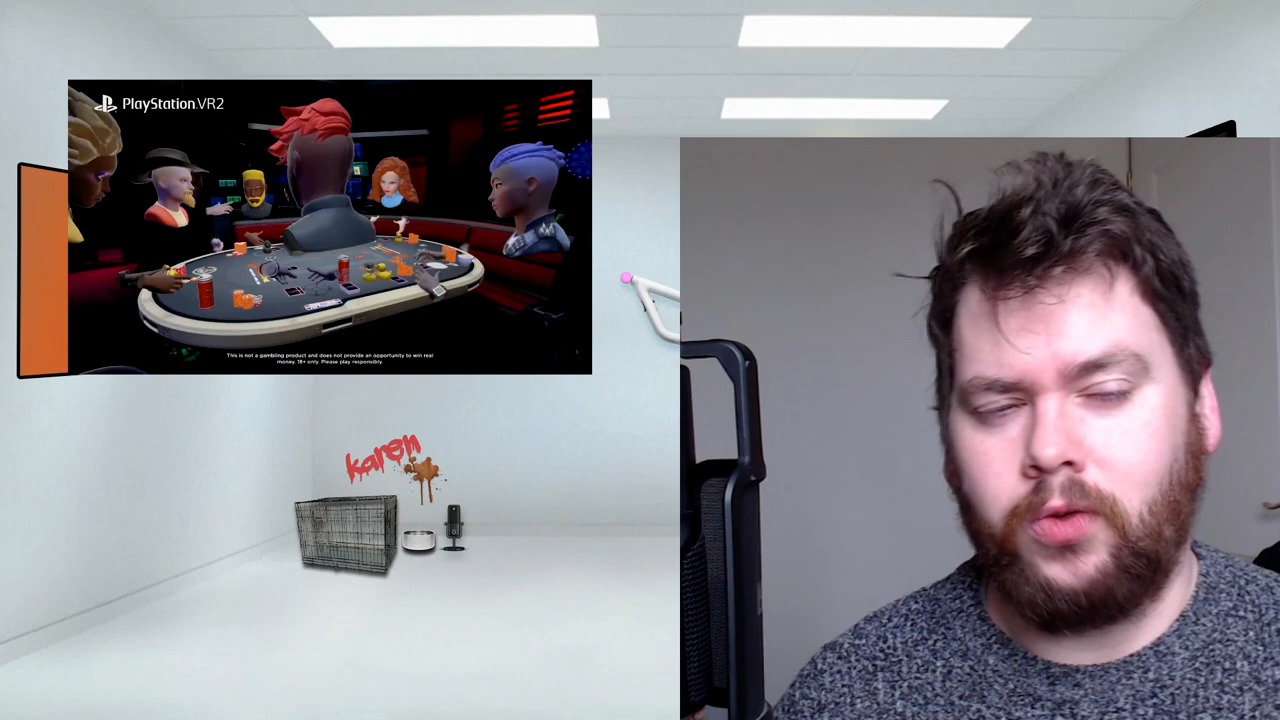 PlayStation.VR2
This is not a gambling product and does not provide an opportunity to win real
money. 18+ only. Please play responsibly.
karen